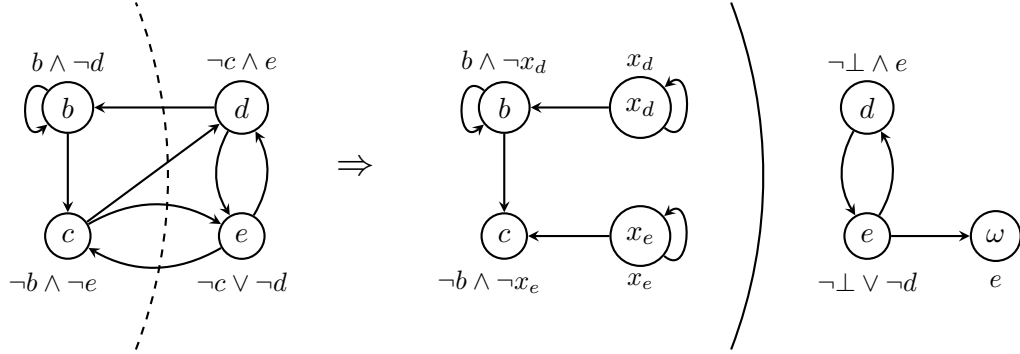 b ∧ ¬d
¬c ∧ e
b
d
c
e
¬b ∧ ¬e
¬c ∨ ¬d
⇒
b ∧ ¬x_d
x_d
b
x_d
c
x_e
¬b ∧ ¬x_e
x_e
¬⊥ ∧ e
d
e
ω
¬⊥ ∨ ¬d
e